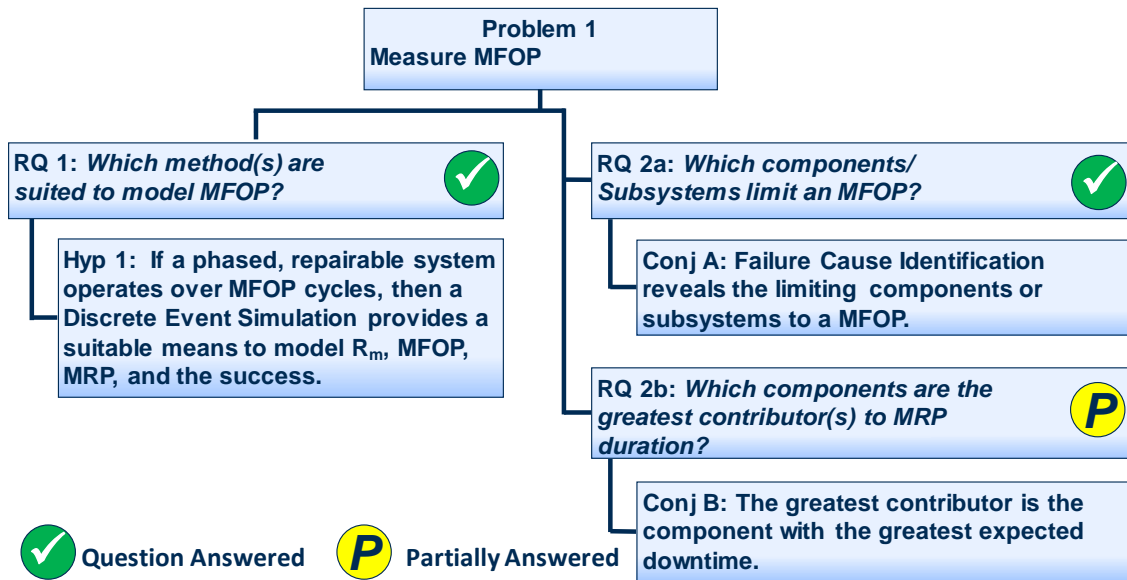 Problem 1
Measure MFOP
RQ 1: Which method(s) are
suited to model MFOP?
Hyp 1: If a phased, repairable system
operates over MFOP cycles, then a
Discrete Event Simulation provides a
suitable means to model Rm, MFOP,
MRP, and the success.
RQ 2a: Which components/
Subsystems limit an MFOP?
Conj A: Failure Cause Identification
reveals the limiting components or
subsystems to a MFOP.
RQ 2b: Which components are the
greatest contributor(s) to MRP
duration?
P
Conj B: The greatest contributor is the
component with the greatest expected
downtime.
Question Answered
P Partially Answered